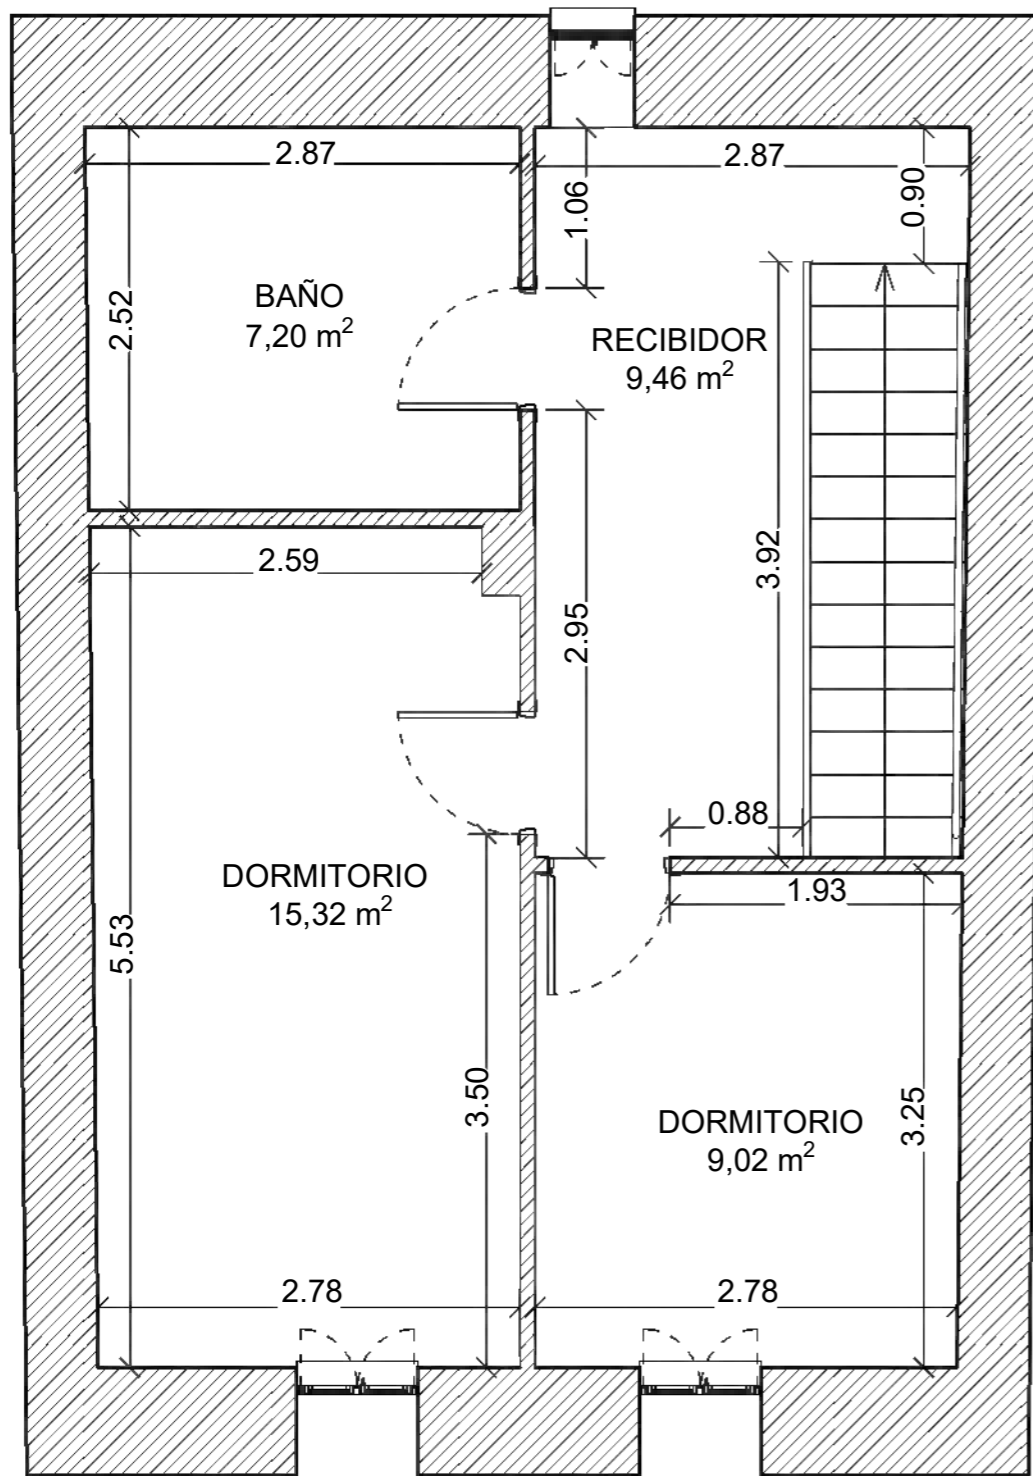 2.87
2.87
1.06
0.90
BAÑO
7,20 m²
2.52
RECIBIDOR
9,46 m²
2.59
3.92
2.95
0.88
DORMITORIO
15,32 m²
1.93
5.53
3.50
DORMITORIO
9,02 m²
3.25
2.78
2.78